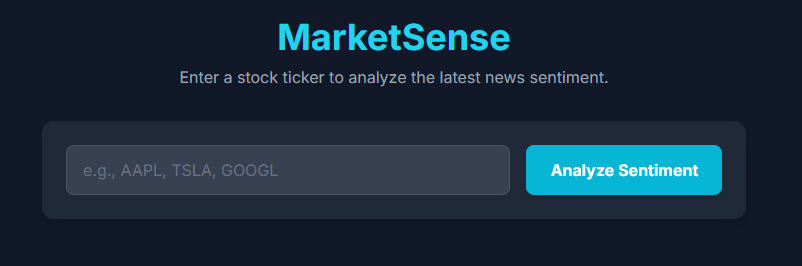 MarketSense
Enter a stock ticker to analyze the latest news sentiment.
e.g., AAPL, TSLA, GOOGL
Analyze Sentiment